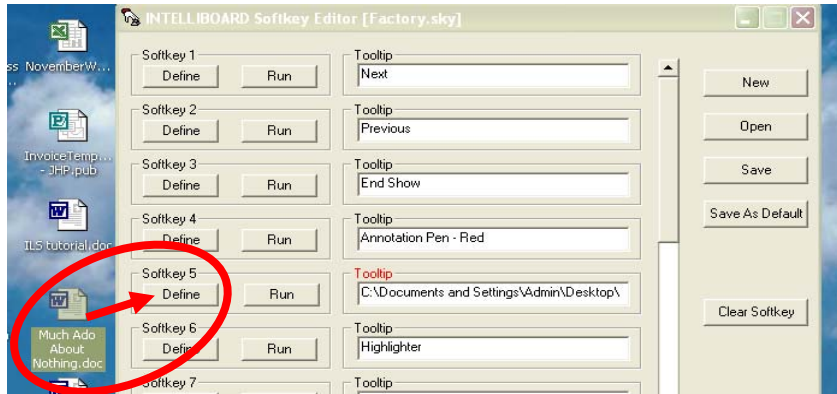 INTELLIBOARD Softkey Editor [Factory.sky]
ss NovemberW...
InvoiceTemp...
- JHP.pub
ILS tutorial.doc
Much Ado
About
Nothing.doc
Softkey 1
Define Run
Tooltip
Next
Softkey 2
Define Run
Tooltip
Previous
Softkey 3
Define Run
Tooltip
End Show
Softkey 4
Define Run
Tooltip
Annotation Pen - Red
Softkey 5
Define Run
Tooltip
C:\Documents and Settings\Admin\Desktop\
Softkey 6
Define Run
Tooltip
Highlighter
Softkey 7
Tooltip
New
Open
Save
Save As Default
Clear Softkey